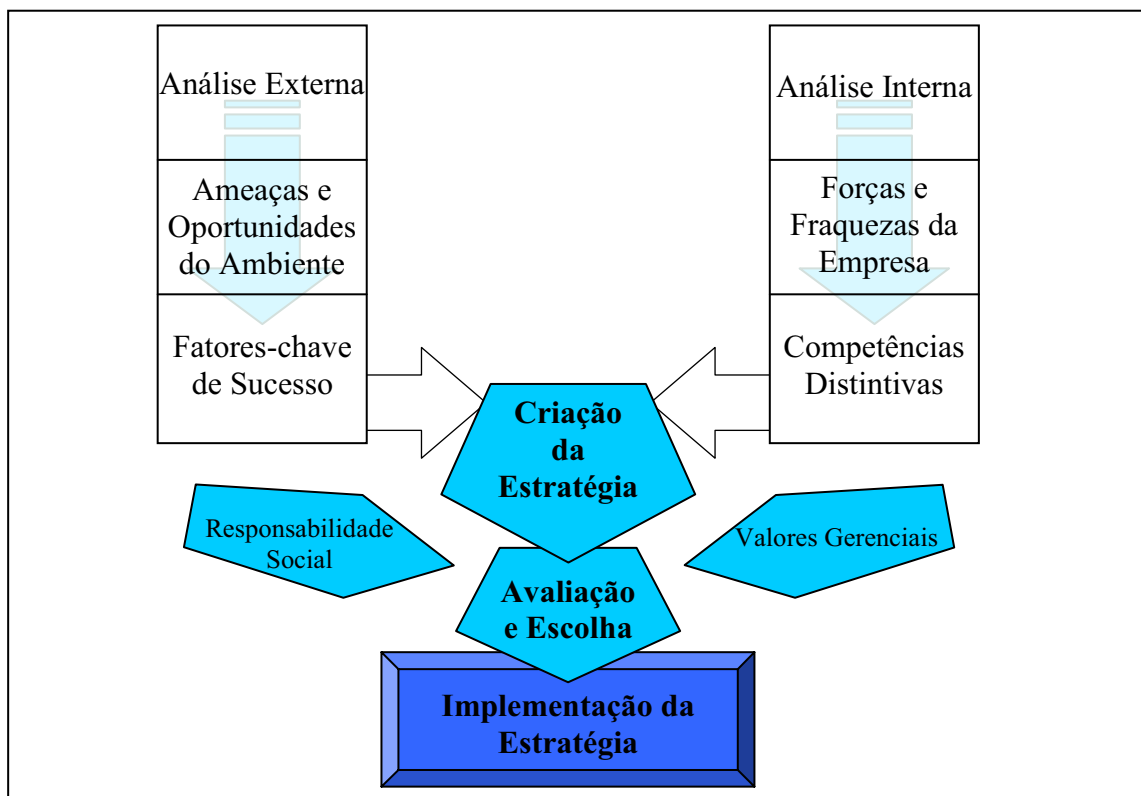 Análise Externa
Ameaças e
Oportunidades
do Ambiente
Fatores-chave
de Sucesso
Análise Interna
Forças e
Fraquezas da
Empresa
Competências
Distintivas
Criação
da
Estratégia
Responsabilidade
Social
Valores Gerenciais
Avaliação
e Escolha
Implementação da
Estratégia